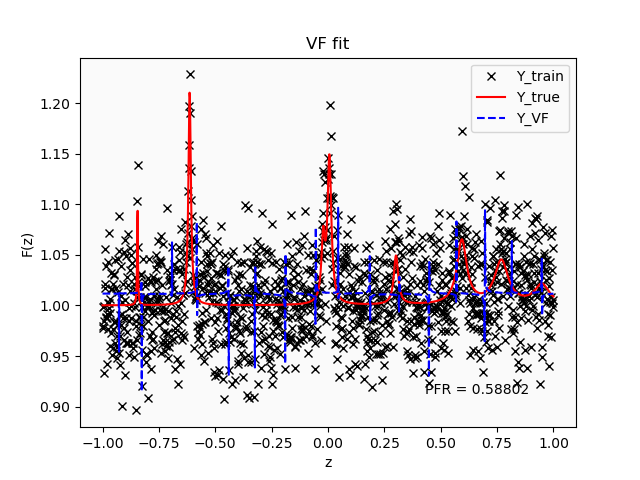 VF fit
Y_train
Y_true
Y_VF
F(z)
1.20
1.15
1.10
1.05
1.00
0.95
0.90
PFR = 0.58802
−1.00 −0.75 −0.50 −0.25 0.00 0.25 0.50 0.75 1.00
z